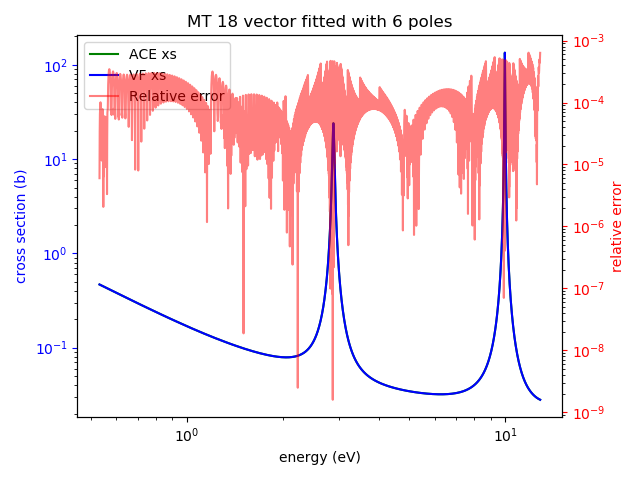 MT 18 vector fitted with 6 poles
ACE xs
VF xs
Relative error
cross section (b)
10²
10¹
10⁰
10⁻¹
relative error
10⁻³
10⁻⁴
10⁻⁵
10⁻⁶
10⁻⁷
10⁻⁸
10⁻⁹
10⁰
10¹
energy (eV)